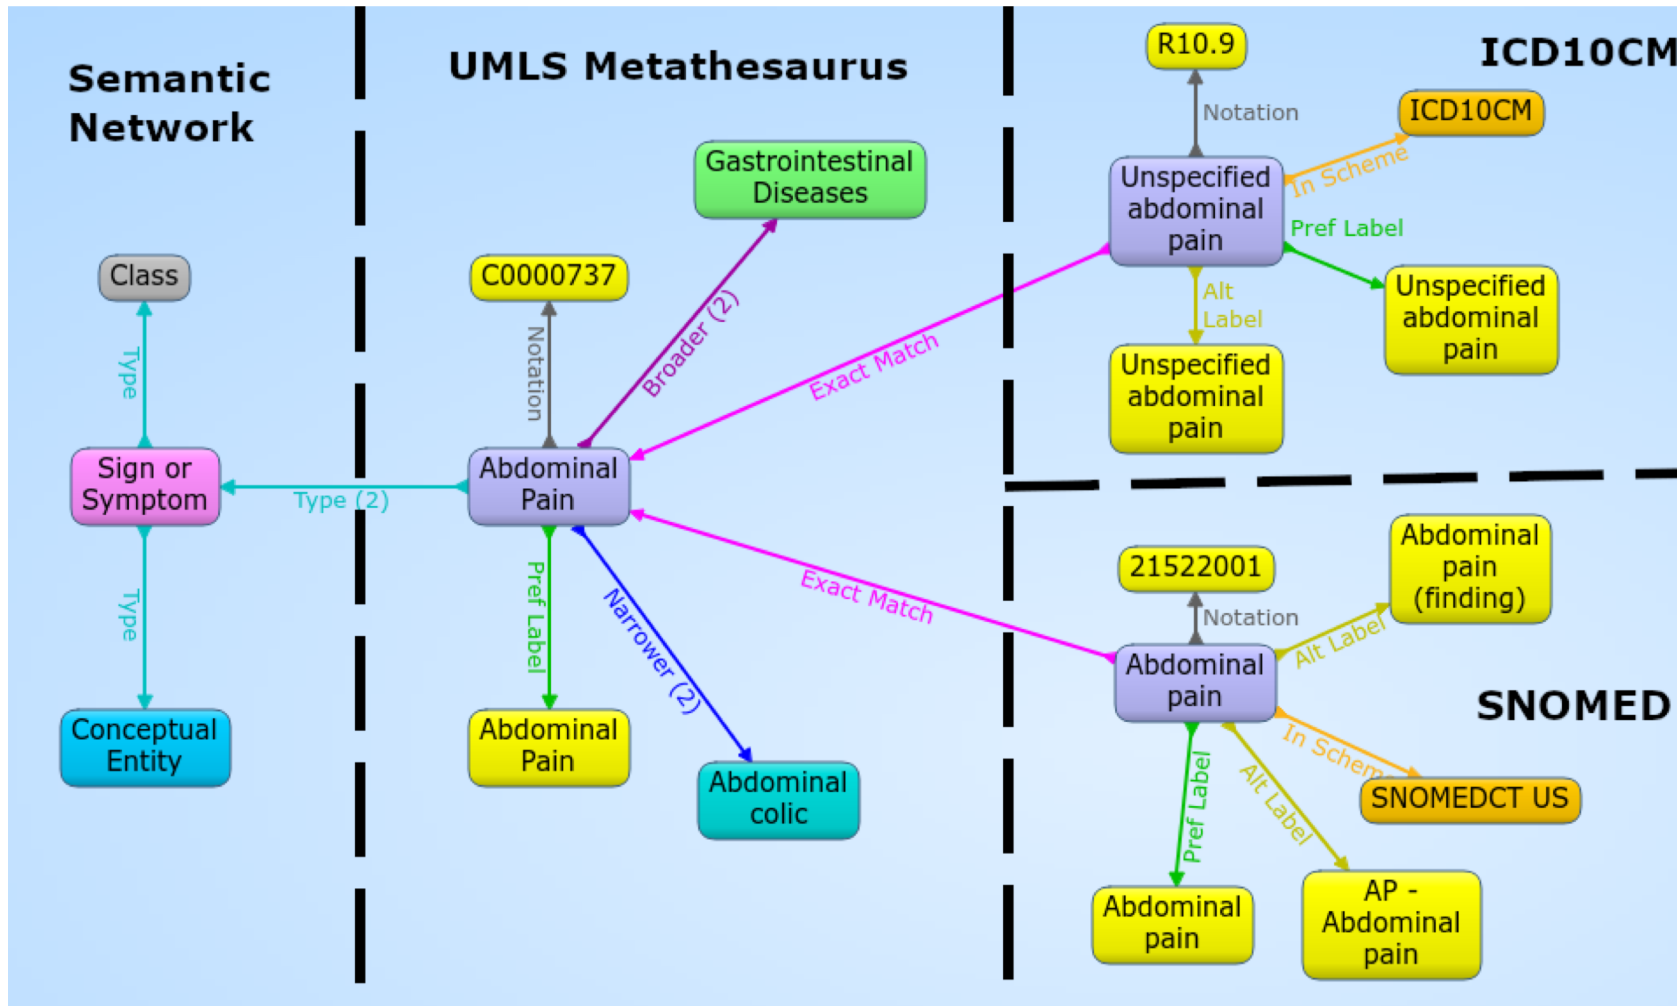 Semantic
Network
Class
Type
Sign or
Symptom
Type
Conceptual
Entity
Type (2)
UMLS Metathesaurus
Gastrointestinal
Diseases
C0000737
Notation
Broader (2)
Abdominal
Pain
Pref Label
Narrower (2)
Abdominal
Pain
Abdominal
colic
Exact Match
Exact Match
ICD10CM
R10.9
Notation
ICD10CM
In Scheme
Unspecified
abdominal
pain
Pref Label
Alt
Label
Unspecified
abdominal
pain
Unspecified
abdominal
pain
SNOMED
21522001
Notation
Abdominal
pain
(finding)
Alt Label
Abdominal
pain
In Scheme
SNOMEDCT US
Pref Label
Alt Label
Abdominal
pain
AP -
Abdominal
pain